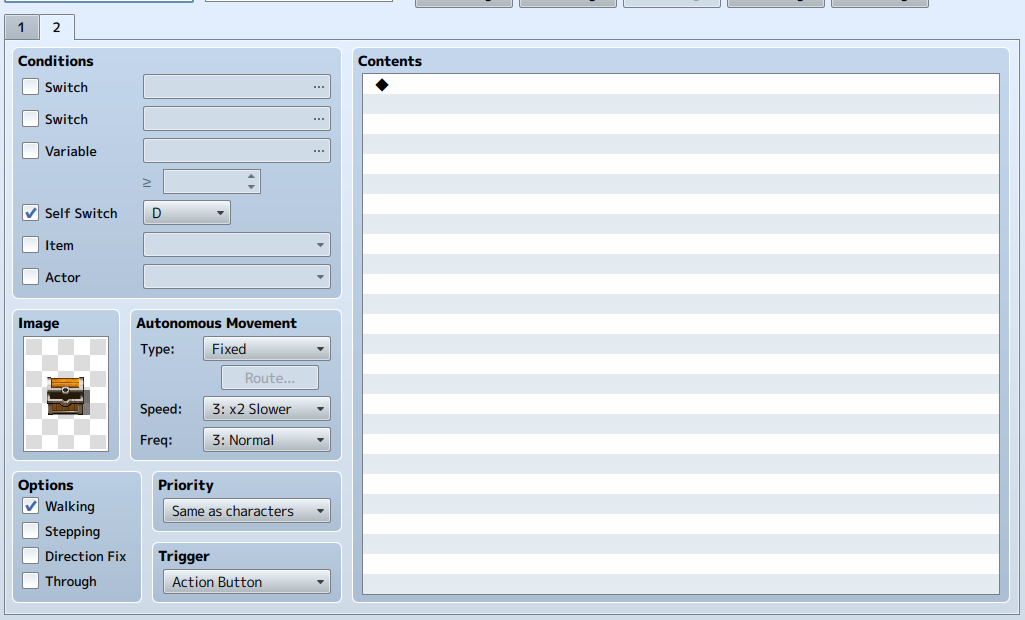 1 2
Conditions
Switch ...
Switch ...
Variable ...
≥
Self Switch D
Item
Actor
Image
Autonomous Movement
Type: Fixed
Route...
Speed: 3: x2 Slower
Freq: 3: Normal
Options
Walking
Stepping
Direction Fix
Through
Priority
Same as characters
Trigger
Action Button
Contents
◆